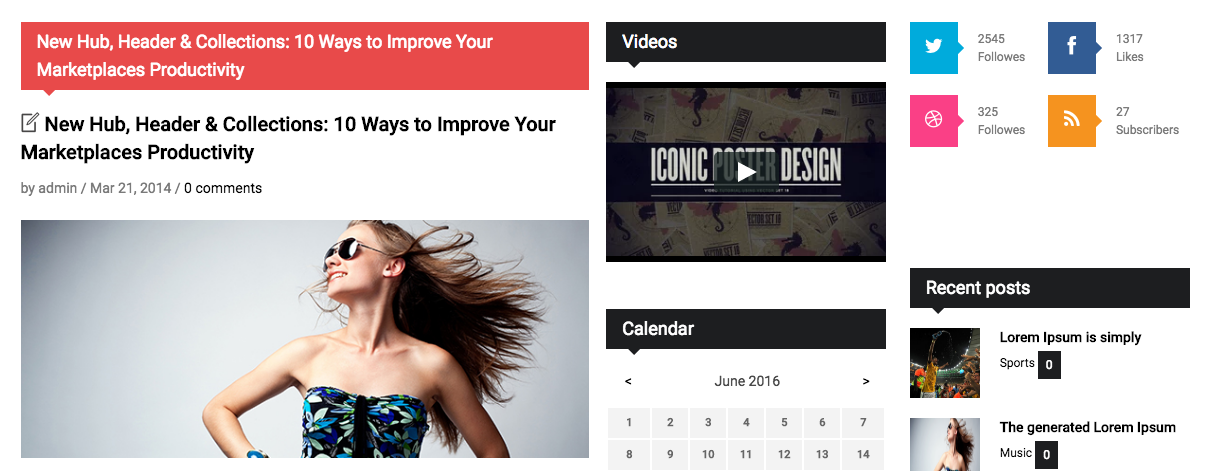 New Hub, Header & Collections: 10 Ways to Improve Your
Marketplaces Productivity
New Hub, Header & Collections: 10 Ways to Improve Your
Marketplaces Productivity
by admin / Mar 21, 2014 / 0 comments
Videos
ICONIC POSTER DESIGN
Calendar
< June 2016 >
1 2 3 4 5 6 7
8 9 10 11 12 13 14
2545
Followes
1317
Likes
325
Followes
27
Subscribers
Recent posts
Lorem Ipsum is simply
Sports 0
The generated Lorem Ipsum
Music 0